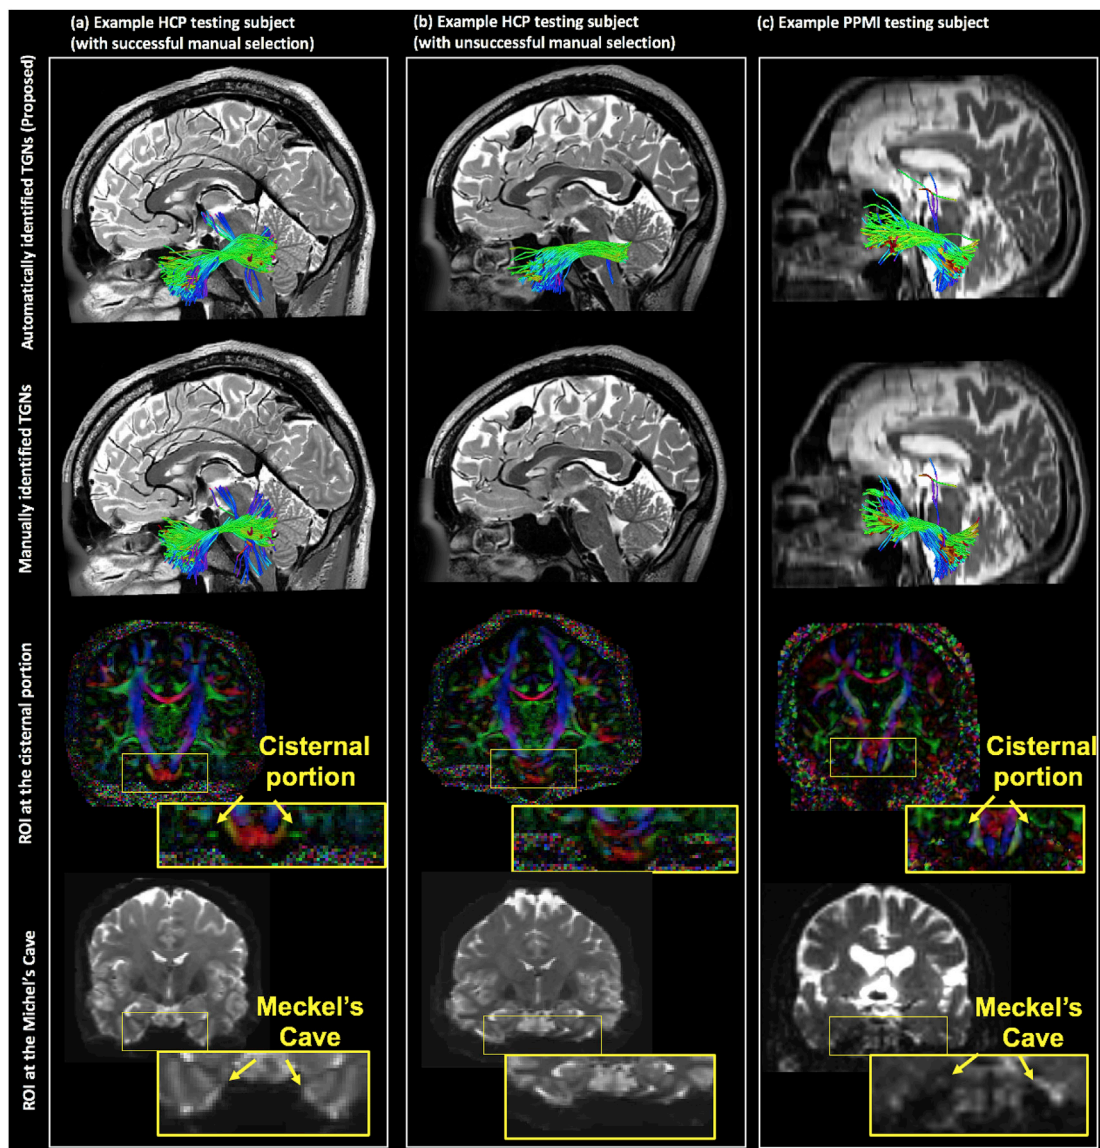 (a) Example HCP testing subject
(with successful manual selection)
(b) Example HCP testing subject
(with unsuccessful manual selection)
(c) Example PPMI testing subject
Automatically identified TGNs (Proposed)
Manually identified TGNs
ROI at the cisternal portion
Cisternal
portion
Cisternal
portion
ROI at the Michel's Cave
Meckel's
Cave
Meckel's
Cave